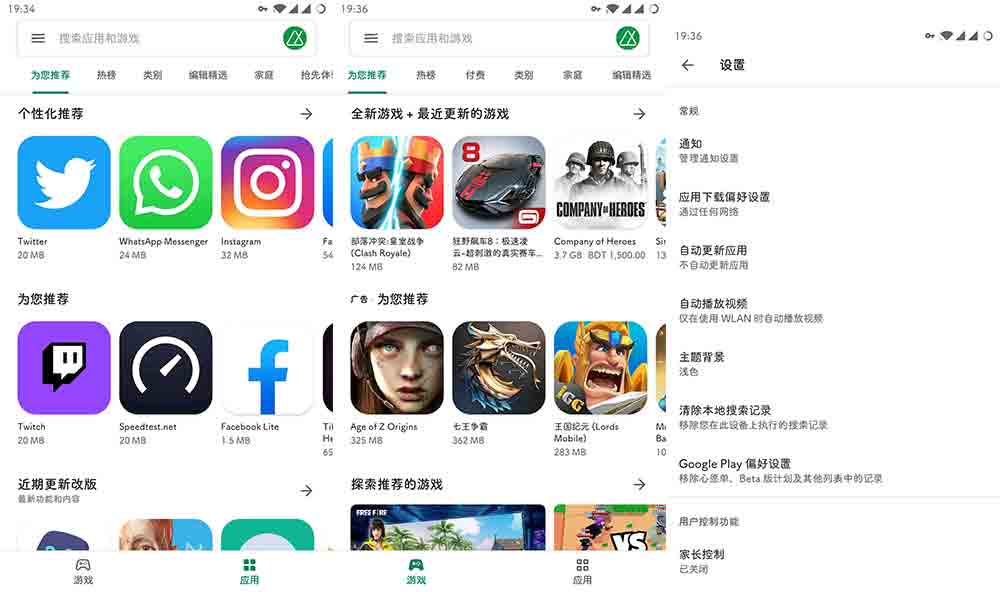 19:34
搜索应用和游戏
为您推荐
热榜
类别
编辑精选
家庭
抢先体
个性化推荐
Twitter
20 MB
WhatsApp Messenger
24 MB
Instagram
32 MB
Fa
54
为您推荐
Twitch
20 MB
Speedtest.net
20 MB
Facebook Lite
1.5 MB
近期更新改版
最新功能和内容
游戏
应用
19:36
搜索应用和游戏
为您推荐
热榜
付费
类别
家庭
编辑精选
全新游戏 + 最近更新的游戏
8
COMPANY of HEROES
部落冲突:皇室战争
(Clash Royale)
124 MB
狂野飙车8：极速凌
云-超刺激的真实赛车...
82 MB
Company of Heroes
3.7 GB
BDT 1,500.00
广告 · 为您推荐
IGG
Age of Z Origins
325 MB
七王争霸
362 MB
王国纪元 (Lords
Mobile)
283 MB
探索推荐的游戏
FREE FIRE
VS
游戏
应用
19:36
设置
常规
通知
管理通知设置
应用下载偏好设置
通过任何网络
自动更新应用
不自动更新应用
自动播放视频
仅在使用 WLAN 时自动播放视频
主题背景
浅色
清除本地搜索记录
移除您在此设备上执行的搜索记录
Google Play 偏好设置
移除心愿单、Beta 版计划及其他列表中的记录
用户控制功能
家长控制
已关闭